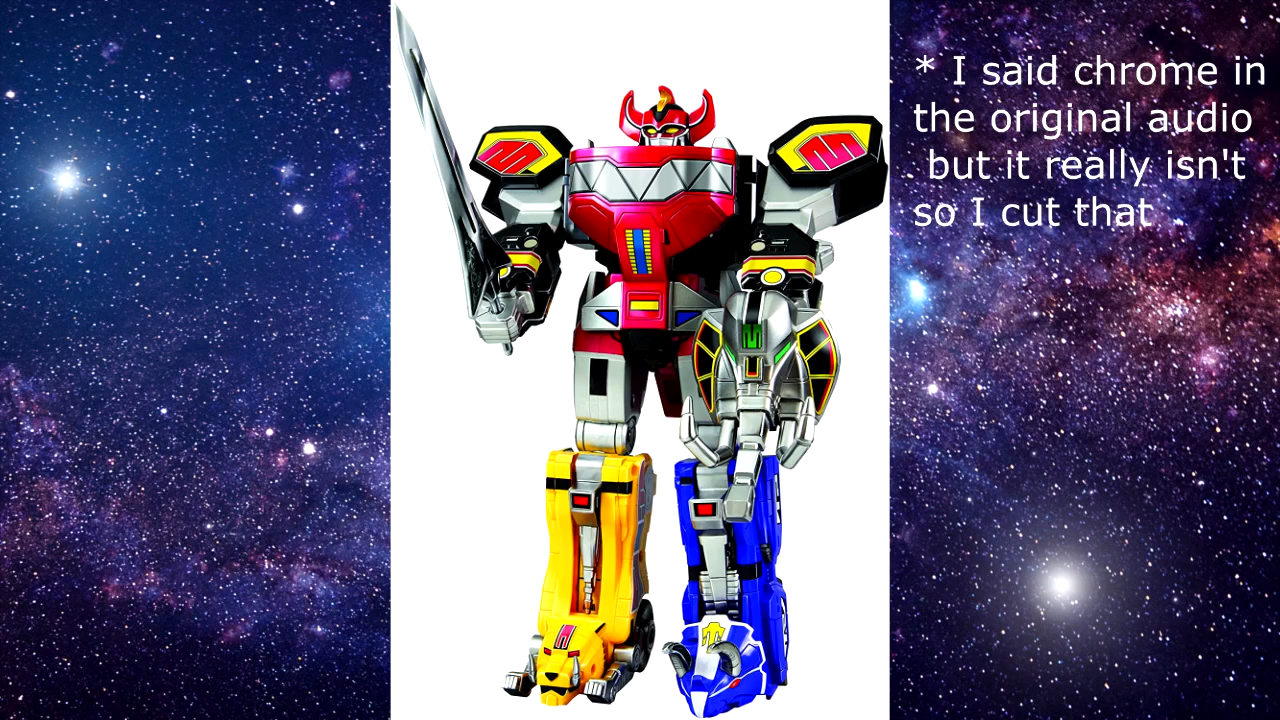 * I said chrome in
the original audio
but it really isn't
so I cut that